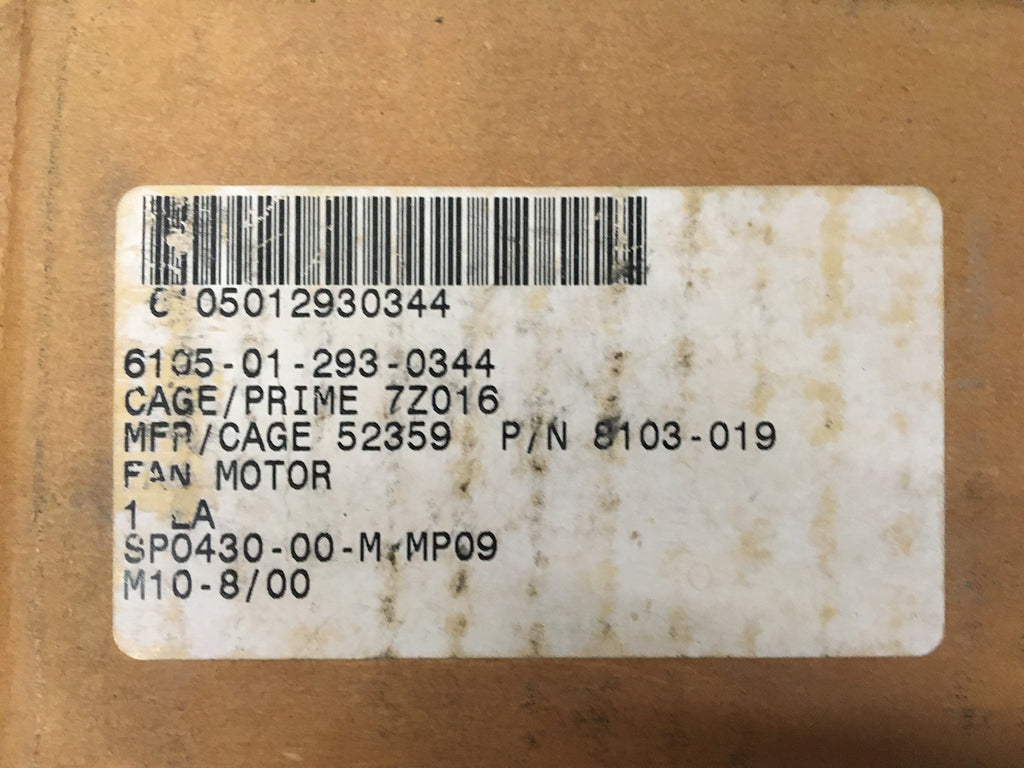 05012930344
6105-01-293-0344
CAGE/PRIME 7Z016
MFR/CAGE 52359 P/N 8103-019
FAN MOTOR
1 EA
SP0430-00-M-MP09
M10-8/00